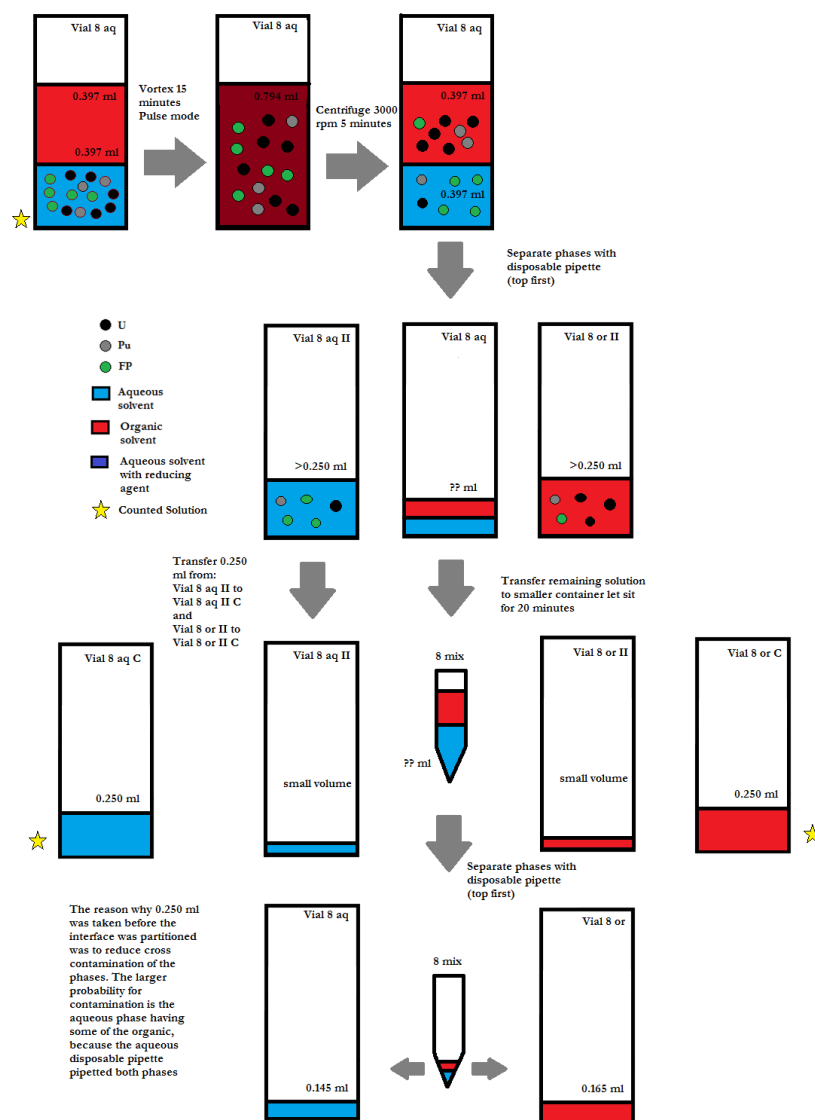 Vial 8 aq
Vial 8 aq
Vial 8 aq
0.397 ml
0.397 ml
Vortex 15
minutes
Pulse mode
0.794 ml
Centrifuge 3000
rpm 5 minutes
0.397 ml
0.397 ml
Separate phases with
disposable pipette
(top first)
U
Pu
FP
Aqueous
solvent
Organic
solvent
Aqueous solvent
with reducing
agent
Counted Solution
Vial 8 aq II
>0.250 ml
Vial 8 aq
?? ml
Vial 8 or II
>0.250 ml
Transfer 0.250
ml from:
Vial 8 aq II to
Vial 8 aq II C
and
Vial 8 or II to
Vial 8 or II C
Transfer remaining solution
to smaller container let sit
for 20 minutes
Vial 8 aq C
0.250 ml
Vial 8 aq II
small volume
8 mix
?? ml
Vial 8 or II
small volume
Vial 8 or C
0.250 ml
Separate phases with
disposable pipette
(top first)
The reason why 0.250 ml
was taken before the
interface was partitioned
was to reduce cross
contamination of the
phases. The larger
probability for
contamination is the
aqueous phase having
some of the organic,
because the aqueous
disposable pipette
pipetted both phases
Vial 8 aq
0.145 ml
8 mix
Vial 8 or
0.165 ml